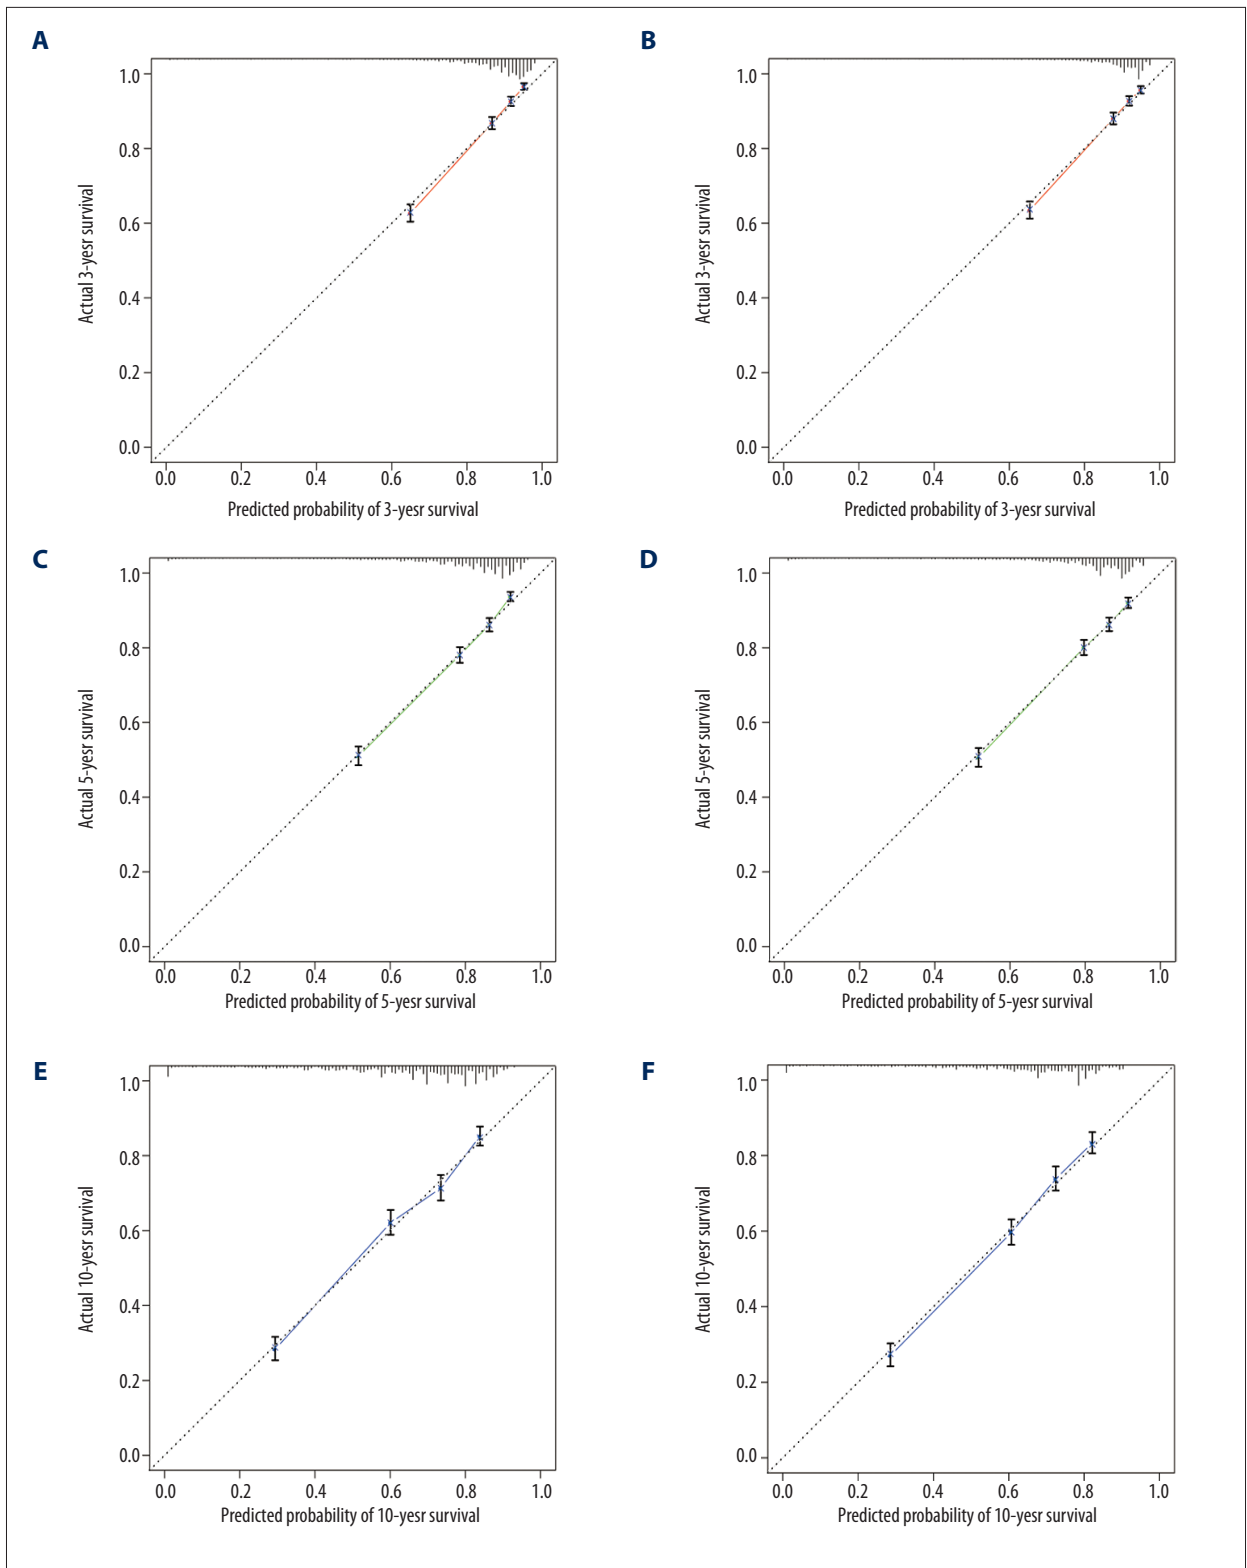 A
1.0
0.8
0.6
0.4
0.2
0.0
Actual 3-yesr survival
0.0 0.2 0.4 0.6 0.8 1.0
Predicted probability of 3-yesr survival
B
1.0
0.8
0.6
0.4
0.2
0.0
Actual 3-yesr survival
0.0 0.2 0.4 0.6 0.8 1.0
Predicted probability of 3-yesr survival
C
1.0
0.8
0.6
0.4
0.2
0.0
Actual 5-yesr survival
0.0 0.2 0.4 0.6 0.8 1.0
Predicted probability of 5-yesr survival
D
1.0
0.8
0.6
0.4
0.2
0.0
Actual 5-yesr survival
0.0 0.2 0.4 0.6 0.8 1.0
Predicted probability of 5-yesr survival
E
1.0
0.8
0.6
0.4
0.2
0.0
Actual 10-yesr survival
0.0 0.2 0.4 0.6 0.8 1.0
Predicted probability of 10-yesr survival
F
1.0
0.8
0.6
0.4
0.2
0.0
Actual 10-yesr survival
0.0 0.2 0.4 0.6 0.8 1.0
Predicted probability of 10-yesr survival